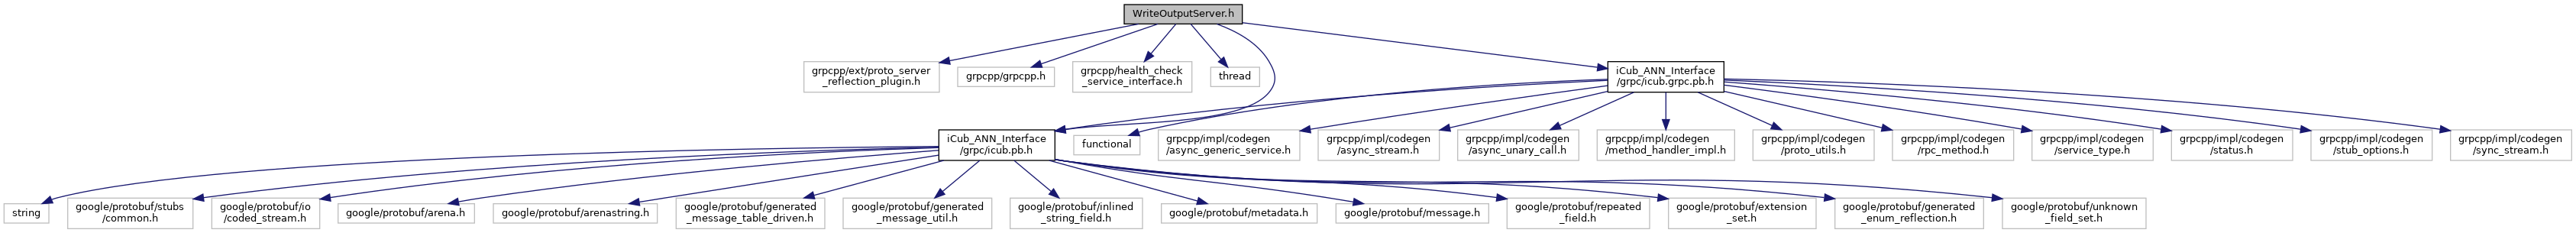 WriteOutputServer.h
grpcpp/ext/proto_server
_reflection_plugin.h
grpcpp/grpcpp.h
grpcpp/health_check
_service_interface.h
thread
iCub_ANN_Interface
/grpc/icub.grpc.pb.h
iCub_ANN_Interface
/grpc/icub.pb.h
functional
grpcpp/impl/codegen
/async_generic_service.h
grpcpp/impl/codegen
/async_stream.h
grpcpp/impl/codegen
/async_unary_call.h
grpcpp/impl/codegen
/method_handler_impl.h
grpcpp/impl/codegen
/proto_utils.h
grpcpp/impl/codegen
/rpc_method.h
grpcpp/impl/codegen
/service_type.h
grpcpp/impl/codegen
/status.h
grpcpp/impl/codegen
/stub_options.h
grpcpp/impl/codegen
/sync_stream.h
string
google/protobuf/stubs
/common.h
google/protobuf/io
/coded_stream.h
google/protobuf/arena.h
google/protobuf/arenastring.h
google/protobuf/generated
_message_table_driven.h
google/protobuf/generated
_message_util.h
google/protobuf/inlined
_string_field.h
google/protobuf/metadata.h
google/protobuf/message.h
google/protobuf/repeated
_field.h
google/protobuf/extension
_set.h
google/protobuf/generated
_enum_reflection.h
google/protobuf/unknown
_field_set.h